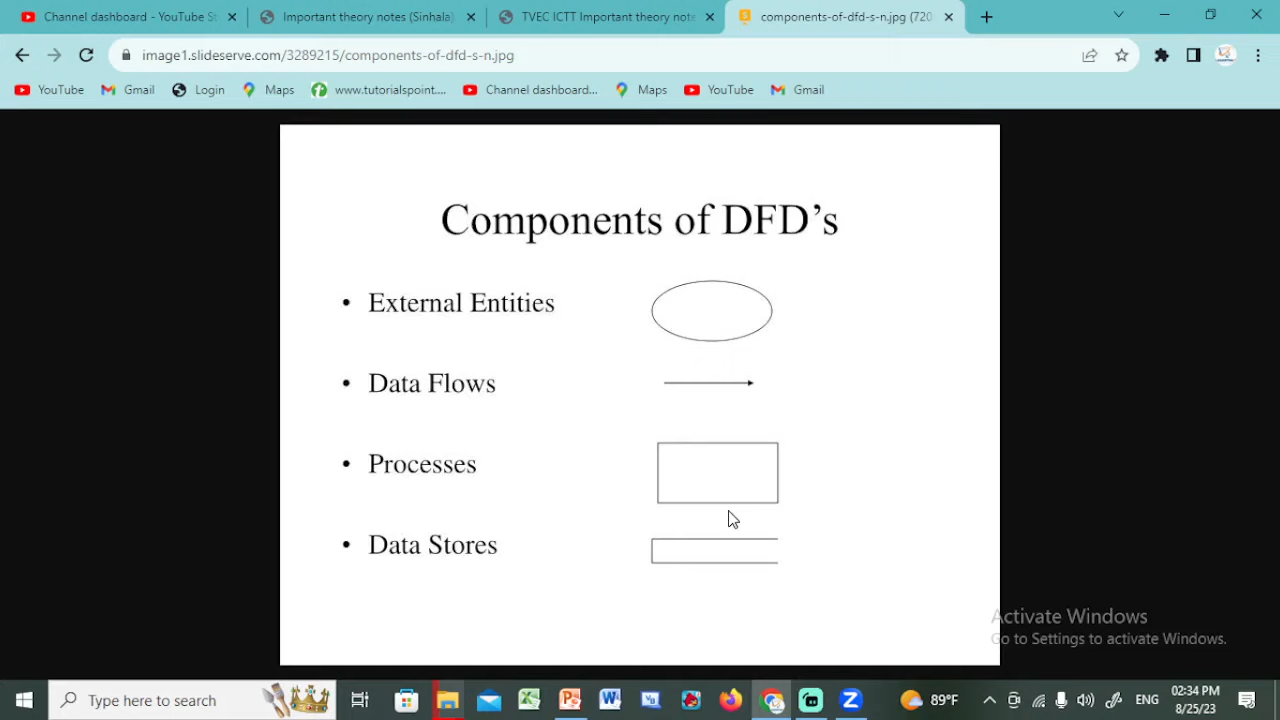 Channel dashboard - YouTube St
Important theory notes (Sinhala)
TVEC ICTT Important theory note
components-of-dfd-s-n.jpg (720
image1.slideserve.com/3289215/components-of-dfd-s-n.jpg
YouTube
Gmail
Login
Maps
www.tutorialspoint....
Channel dashboard...
Maps
YouTube
Gmail
Components of DFD's
• External Entities
• Data Flows
• Processes
• Data Stores
Activate Windows
Go to Settings to activate Windows.
Type here to search
89°F
ENG
02:34 PM
8/25/23